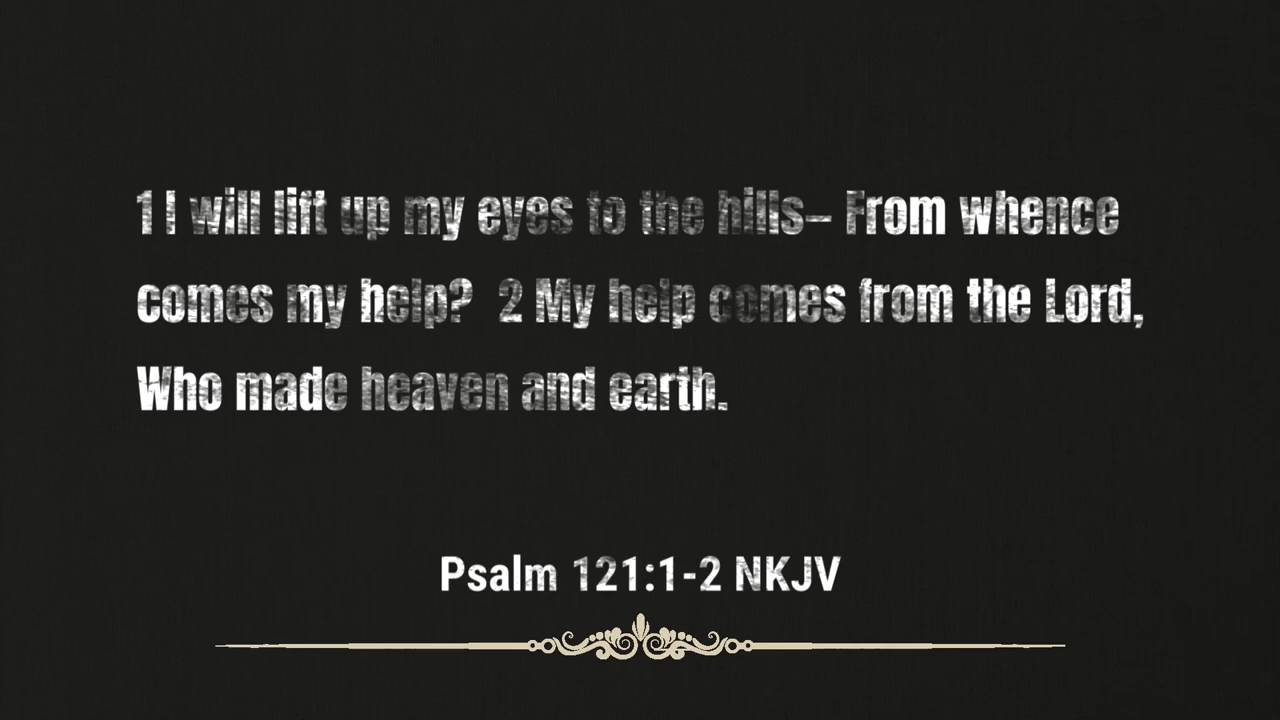 1 I will lift up my eyes to the hills– From whence
comes my help? 2 My help comes from the Lord,
Who made heaven and earth.
Psalm 121:1-2 NKJV